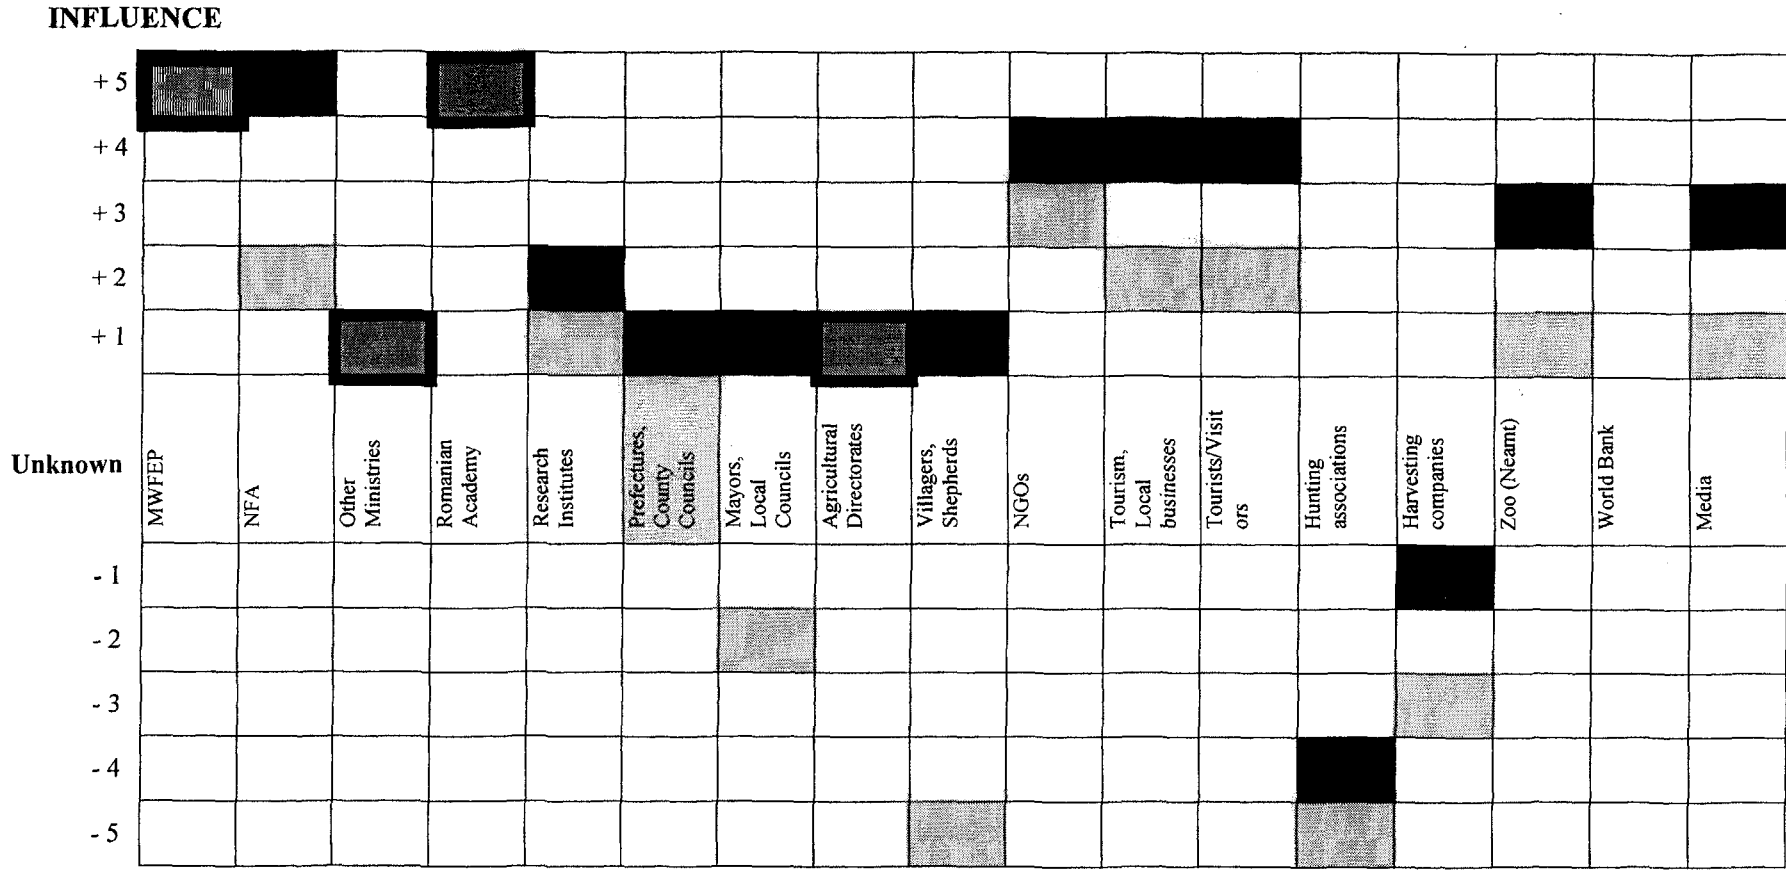 INFLUENCE
+ 5
+ 4
+ 3
+ 2
+ 1
Unknown
MWFEP
NFA
Other
Ministries
Romanian
Academy
Research
Institutes
Prefectures,
County
Councils
Mayors,
Local
Councils
Agricultural
Directorates
Villagers,
Shepherds
NGOs
Tourism,
Local
businesses
Tourists/Visit
ors
Hunting
associations
Harvesting
companies
Zoo (Neamt)
World Bank
Media
- 1
- 2
- 3
- 4
- 5